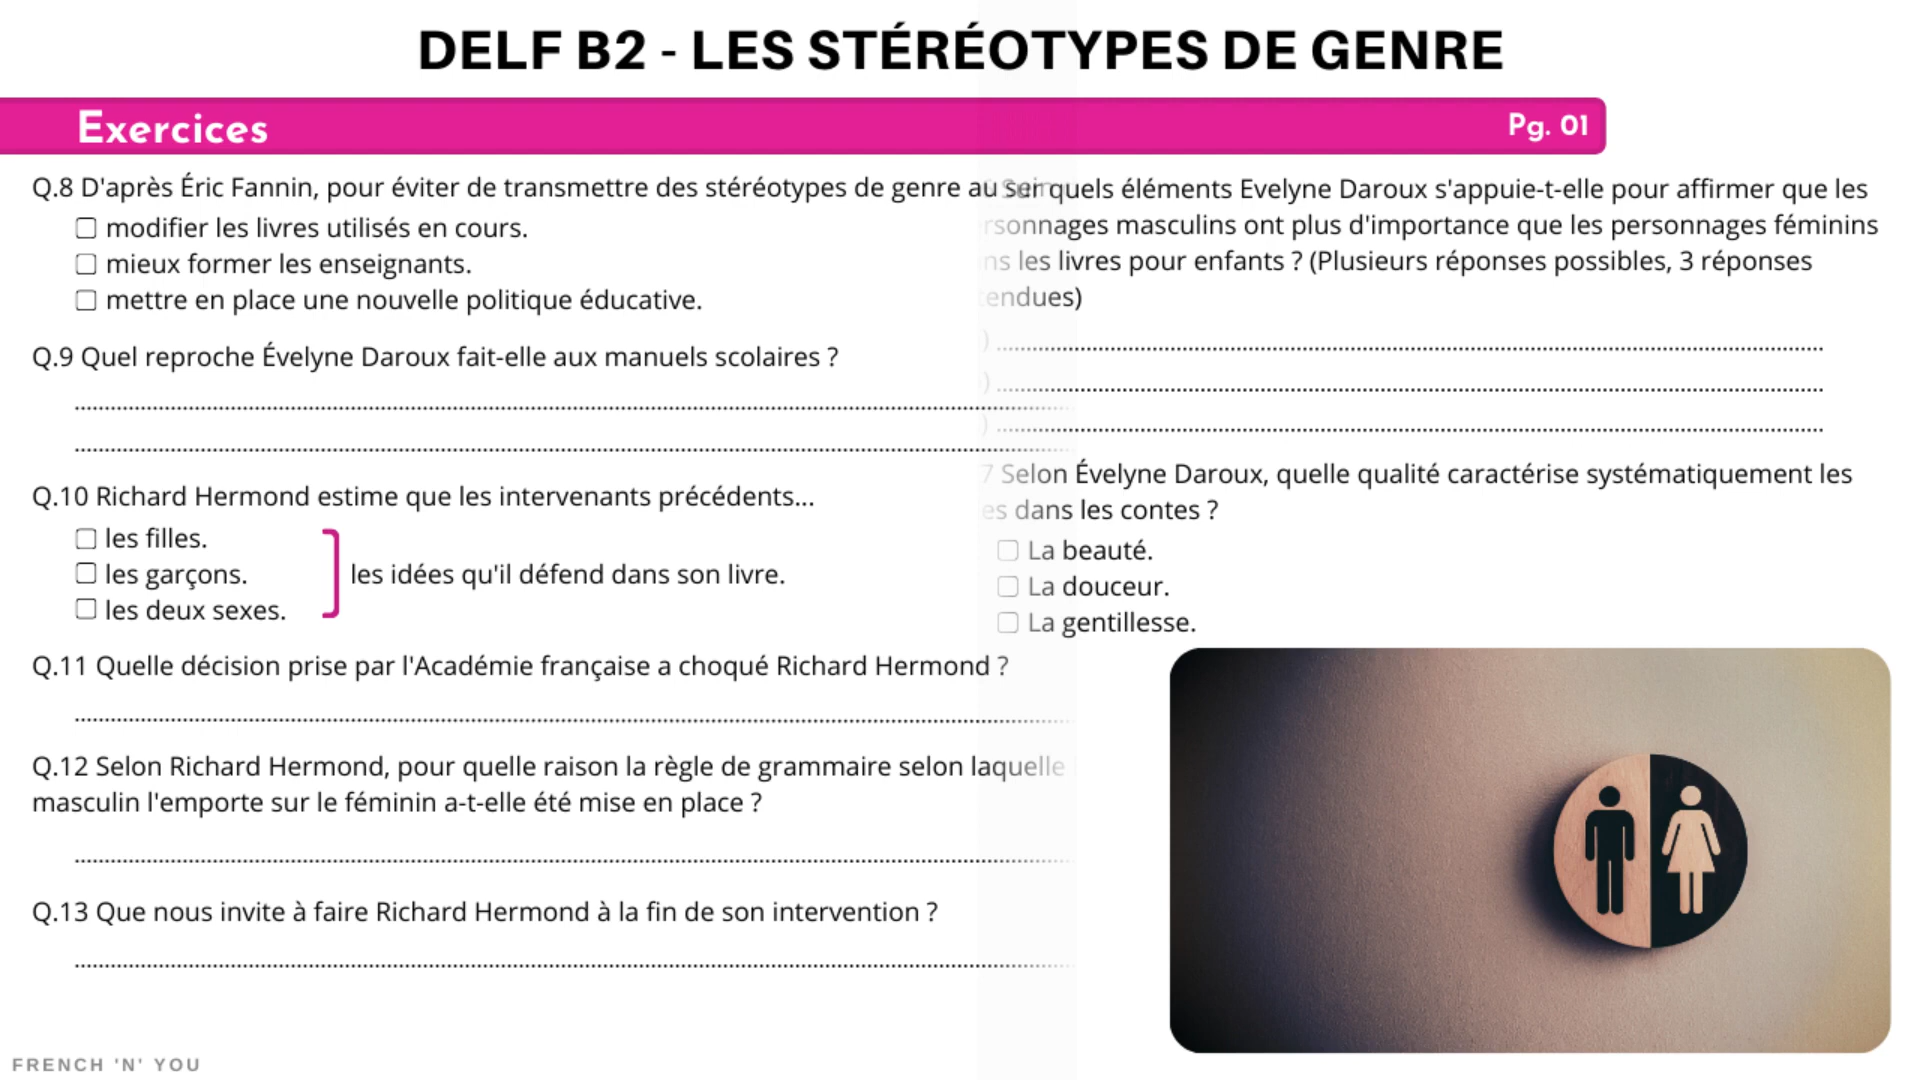 DELF B2 - LES STÉRÉOTYPES DE GENRE
Exercices
Pg. 01
Q.8 D'après Éric Fannin, pour éviter de transmettre des stéréotypes de genre au
modifier les livres utilisés en cours.
mieux former les enseignants.
mettre en place une nouvelle politique éducative.
Q.9 Quel reproche Évelyne Daroux fait-elle aux manuels scolaires ?
Q.10 Richard Hermond estime que les intervenants précédents...
les filles.
les garçons.
les deux sexes.
les idées qu'il défend dans son livre.
Q.11 Quelle décision prise par l'Académie française a choqué Richard Hermond ?
Q.12 Selon Richard Hermond, pour quelle raison la règle de grammaire selon laquelle
masculin l'emporte sur le féminin a-t-elle été mise en place ?
Q.13 Que nous invite à faire Richard Hermond à la fin de son intervention ?
quels éléments Evelyne Daroux s'appuie-t-elle pour affirmer que les
rsonnages masculins ont plus d'importance que les personnages féminins
ns les livres pour enfants ? (Plusieurs réponses possibles, 3 réponses
tendues)
7 Selon Évelyne Daroux, quelle qualité caractérise systématiquement les
es dans les contes ?
La beauté.
La douceur.
La gentillesse.
FRENCH 'N' YOU